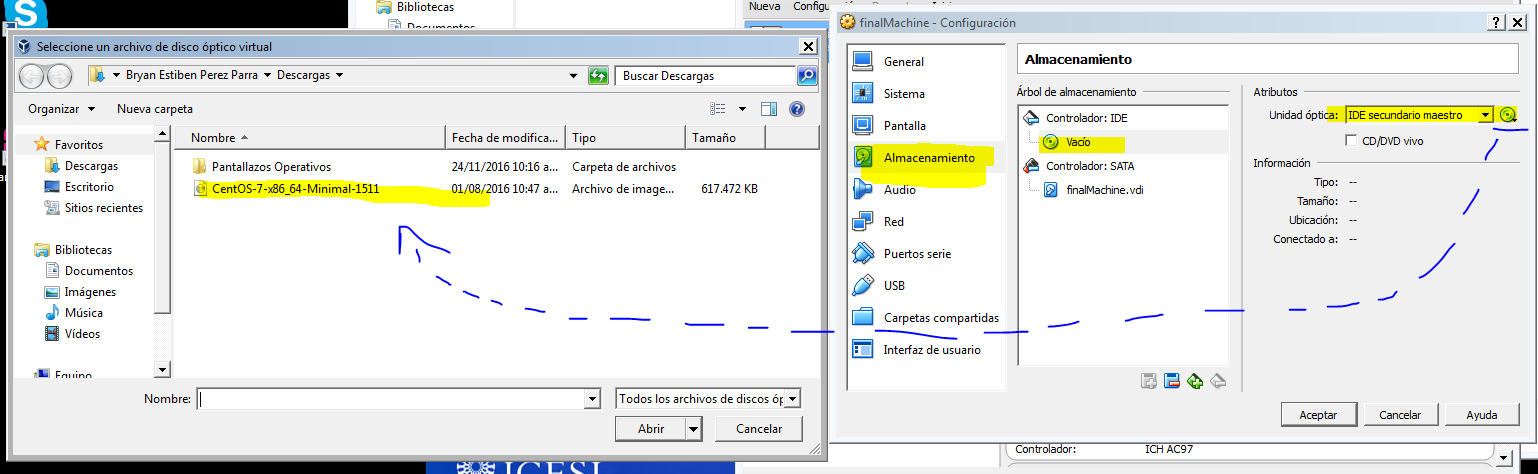 Bibliotecas
Documentos
Nueva
Seleccione un archivo de disco óptico virtual
Bryan Estiben Perez Parra
Descargas
Buscar Descargas
Organizar
Nueva carpeta
Favoritos
Descargas
Escritorio
Sitios recientes
Bibliotecas
Documentos
Imágenes
Música
Vídeos
Equipo
Nombre
Fecha de modifica...
Tipo
Tamaño
Pantallazos Operativos
24/11/2016 10:16 a...
Carpeta de archivos
CentOS-7-x86_64-Minimal-1511
01/08/2016 10:47 a...
Archivo de image...
617.472 KB
Nombre:
Todos los archivos de discos óp
Abrir
Cancelar
finalMachine - Configuración
General
Sistema
Pantalla
Almacenamiento
Audio
Red
Puertos serie
USB
Carpetas compartidas
Interfaz de usuario
Almacenamiento
Árbol de almacenamiento
Controlador: IDE
Vacío
Controlador: SATA
finalMachine.vdi
Atributos
Unidad óptica:
IDE secundario maestro
CD/DVD vivo
Información
Tipo: --
Tamaño: --
Ubicación: --
Conectado a: --
Aceptar
Cancelar
Ayuda
Controlador:
ICH AC97
ICESI